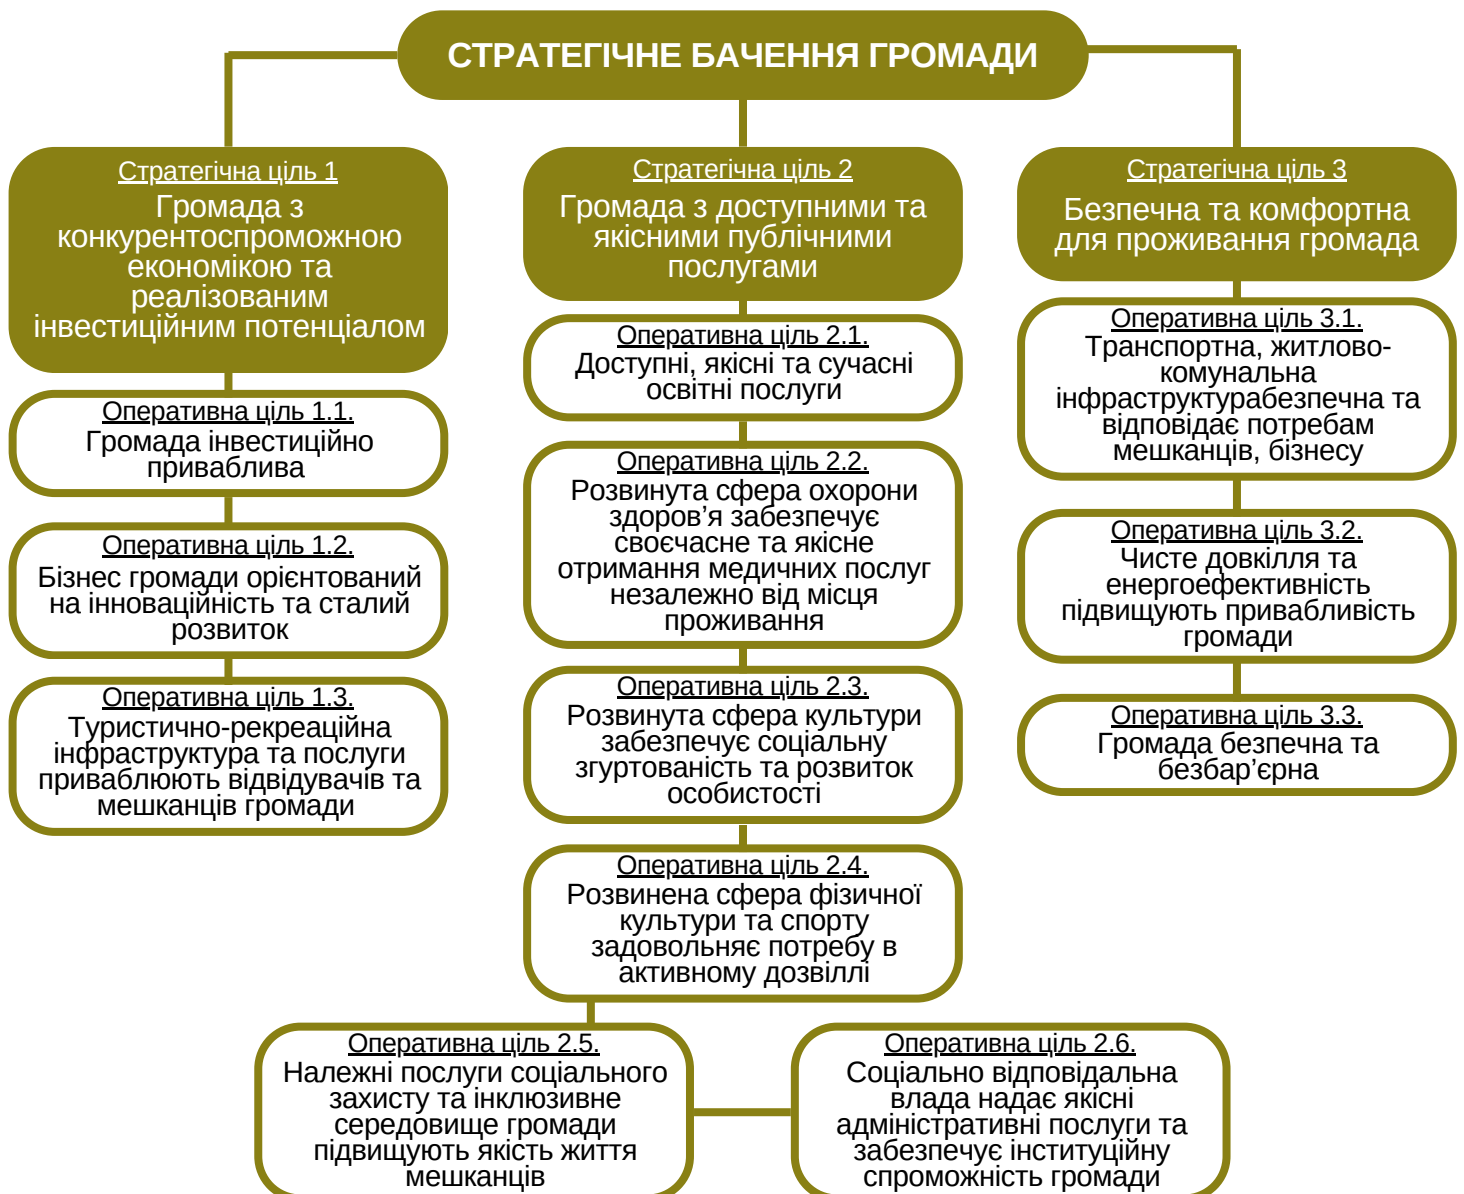 СТРАТЕГІЧНЕ БАЧЕННЯ ГРОМАДИ
Стратегічна ціль 1
Громада з
конкурентоспроможною
економікою та
реалізованим
інвестиційним потенціалом
Оперативна ціль 1.1.
Громада інвестиційно
приваблива
Оперативна ціль 1.2.
Бізнес громади орієнтований
на інноваційність та сталий
розвиток
Оперативна ціль 1.3.
Туристично-рекреаційна
інфраструктура та послуги
приваблюють відвідувачів та
мешканців громади
Стратегічна ціль 2
Громада з доступними та
якісними публічними
послугами
Оперативна ціль 2.1.
Доступні, якісні та сучасні
освітні послуги
Оперативна ціль 2.2.
Розвинута сфера охорони
здоров’я забезпечує
своєчасне та якісне
отримання медичних послуг
незалежно від місця
проживання
Оперативна ціль 2.3.
Розвинута сфера культури
забезпечує соціальну
згуртованість та розвиток
особистості
Оперативна ціль 2.4.
Розвинена сфера фізичної
культури та спорту
задовольняє потребу в
активному дозвіллі
Оперативна ціль 2.5.
Належні послуги соціального
захисту та інклюзивне
середовище громади
підвищують якість життя
мешканців
Оперативна ціль 2.6.
Соціально відповідальна
влада надає якісні
адміністративні послуги та
забезпечує інституційну
спроможність громади
Стратегічна ціль 3
Безпечна та комфортна
для проживання громада
Оперативна ціль 3.1.
Транспортна, житлово-
комунальна
інфраструктурабезпечна та
відповідає потребам
мешканців, бізнесу
Оперативна ціль 3.2.
Чисте довкілля та
енергоефективність
підвищують привабливість
громади
Оперативна ціль 3.3.
Громада безпечна та
безбар’єрна